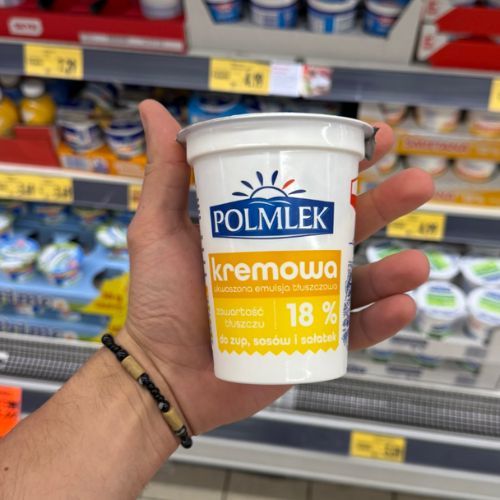 POLMLEK
kremowa
ukwaszona emulsja tłuszczowa
zawartość
tłuszczu
18 %
do zup, sosów i sałatek